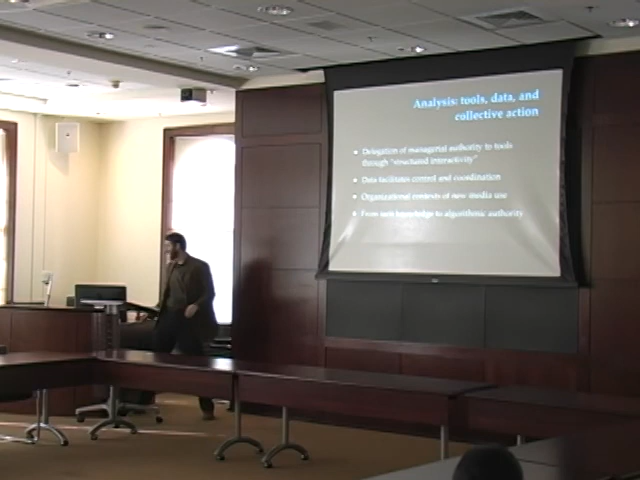 Analysis: tools, data, and
collective action
Delegation of managerial authority to tools
through "structured interactivity"
Data facilitates control and coordination
Organizational contexts of new media use
From tacit knowledge to algorithmic authority